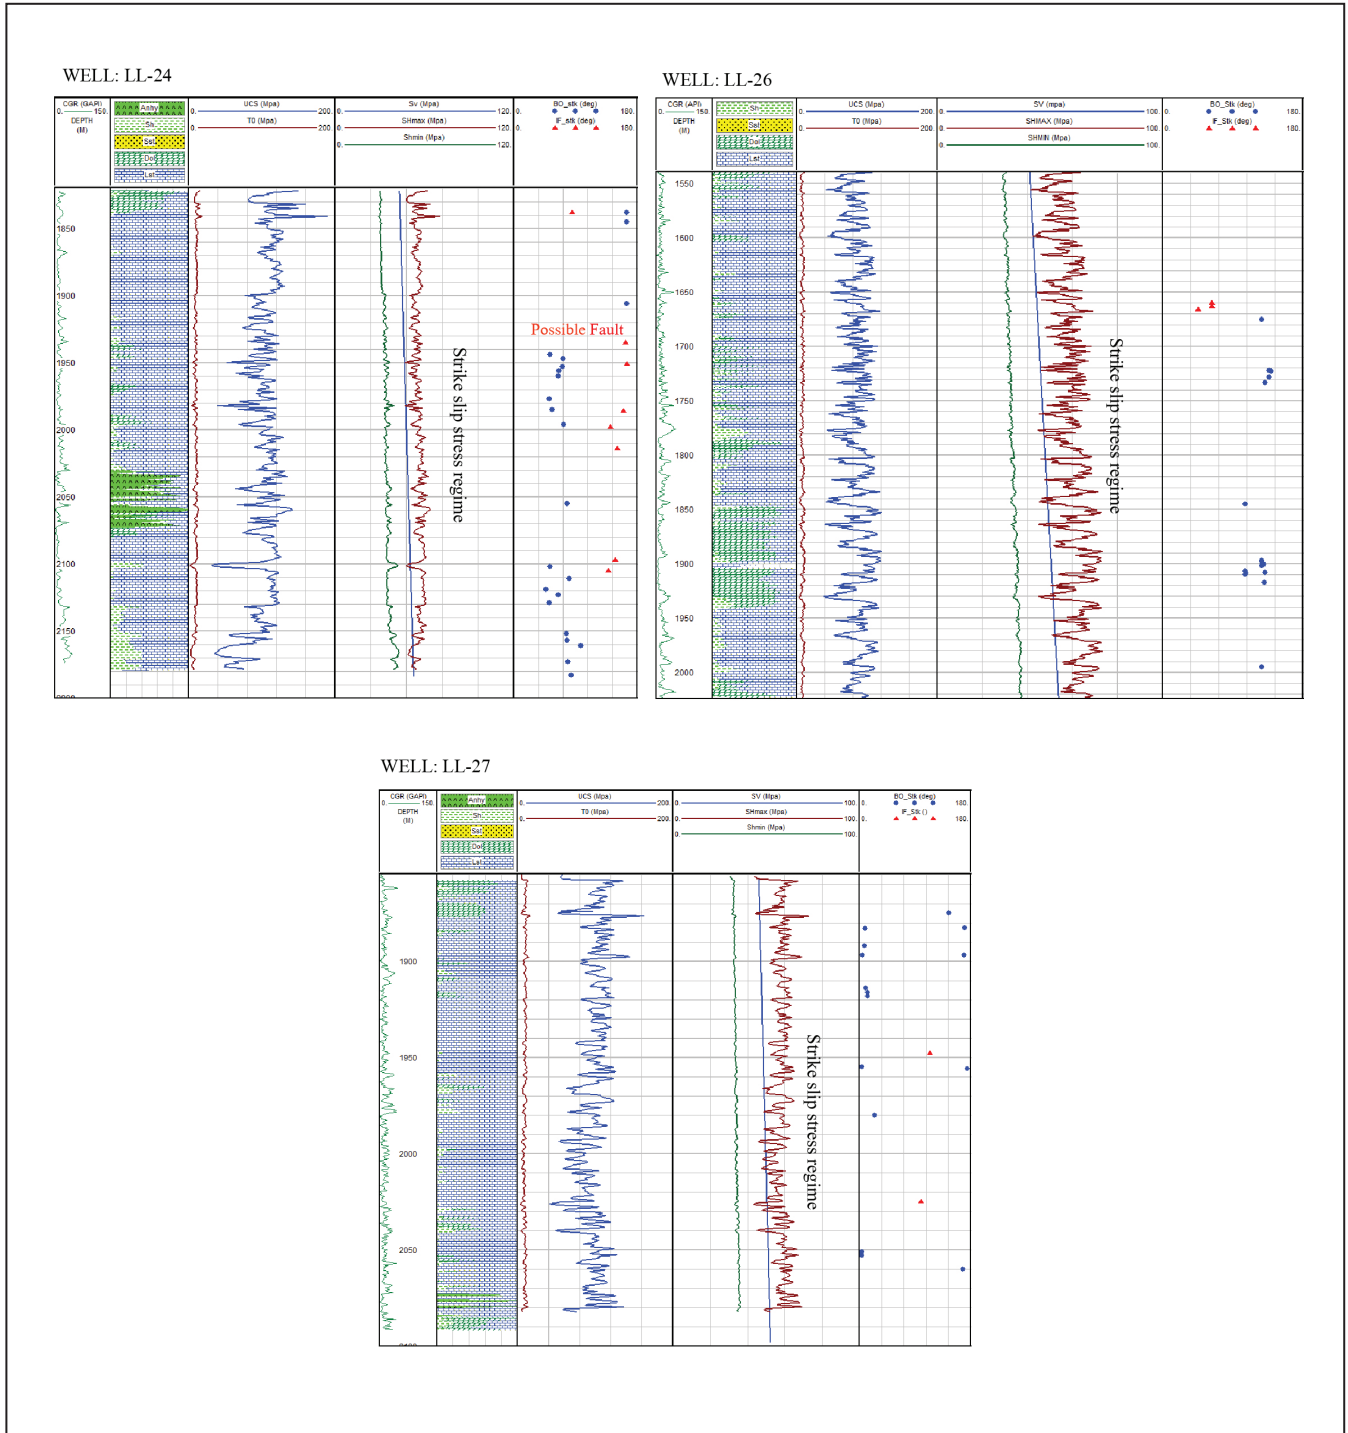 WELL: LL-24
CGR (GAPI)
0. 150.
DEPTH
(M)
Anhy
Sh
Sst
Dol
Lst
UCS (Mpa)
0. 200.
T0 (Mpa)
0. 200.
Sv (Mpa)
0. 120.
SHmax (Mpa)
0. 120.
Shmin (Mpa)
0. 120.
BO_stk (deg)
0. 180.
IF_stk (deg)
0. 180.
1850
1900
1950
2000
2050
2100
2150
Possible Fault
Strike slip stress regime
WELL: LL-26
CGR (API)
0. 150.
DEPTH
(M)
Sh
Sst
Dol
Lst
UCS (Mpa)
0. 200.
T0 (Mpa)
0. 200.
SV (mpa)
0. 100.
SHMAX (Mpa)
0. 100.
SHMIN (Mpa)
0. 100.
BO_Stk (deg)
0. 180.
IF_Stk (deg)
0. 180.
1550
1600
1650
1700
1750
1800
1850
1900
1950
2000
Strike slip stress regime
WELL: LL-27
CGR (GAPI)
0. 150.
DEPTH
(M)
Anhy
Sh
Sst
Dol
Lst
UCS (Mpa)
0. 200.
T0 (Mpa)
0. 200.
SV (Mpa)
0. 100.
SHmax (Mpa)
0. 100.
Shmin (Mpa)
0. 100.
BO_Stk (deg)
0. 180.
IF_Stk ()
0. 180.
1900
1950
2000
2050
Strike slip stress regime